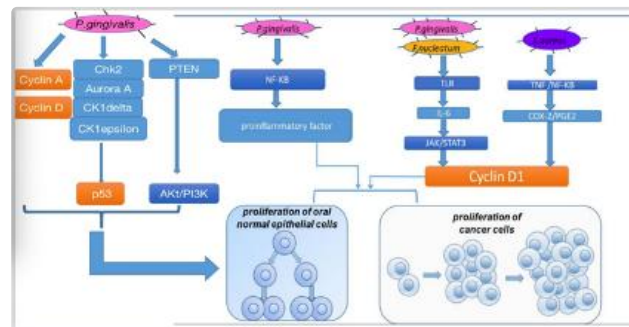 P.gingivalis
Cyclin A
Cyclin D
Chk2
Aurora A
CK1delta
CK1epsilon
PTEN
p53
AKt/PI3K
P.gingivalis
NF-KB
proinflammatory factor
P.gingivalis
F.nucleatum
IL-6
JAK/STAT3
TNF /NF-KB
COX-2/PGE2
Cyclin D1
proliferation of oral
normal epithelial cells
proliferation of
cancer cells